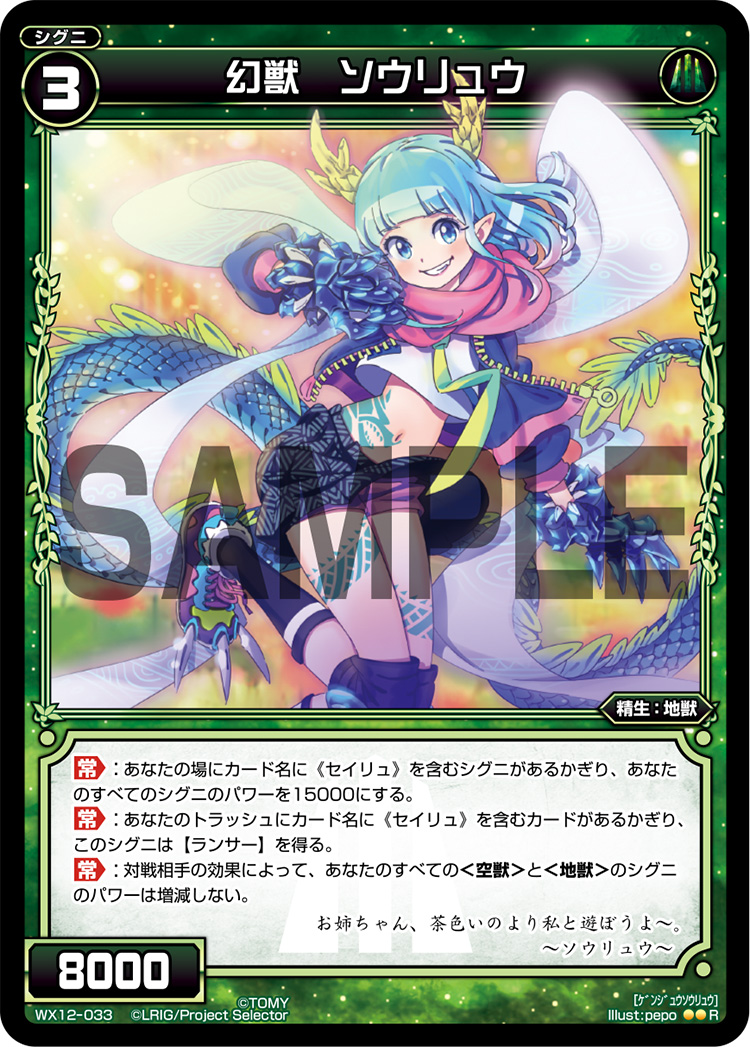 シグニ
3
幻獣　ソウリュウ
SAMPLE
精生：地獣
常：あなたの場にカード名に《セイリュ》を含むシグニがあるかぎり、あなた
のすべてのシグニのパワーを15000にする。
常：あなたのトラッシュにカード名に《セイリュ》を含むカードがあるかぎり、
このシグニは【ランサー】を得る。
常：対戦相手の効果によって、あなたのすべての<空獣>と<地獣>のシグニ
のパワーは増減しない。
お姉ちゃん、茶色いのより私と遊ぼうよ～。
～ソウリュウ～
8000
©TOMY
[ｹﾞﾝｼﾞｭｳソウリュウ]
WX12-033 ©LRIG/Project Selector
Illust:pepo R